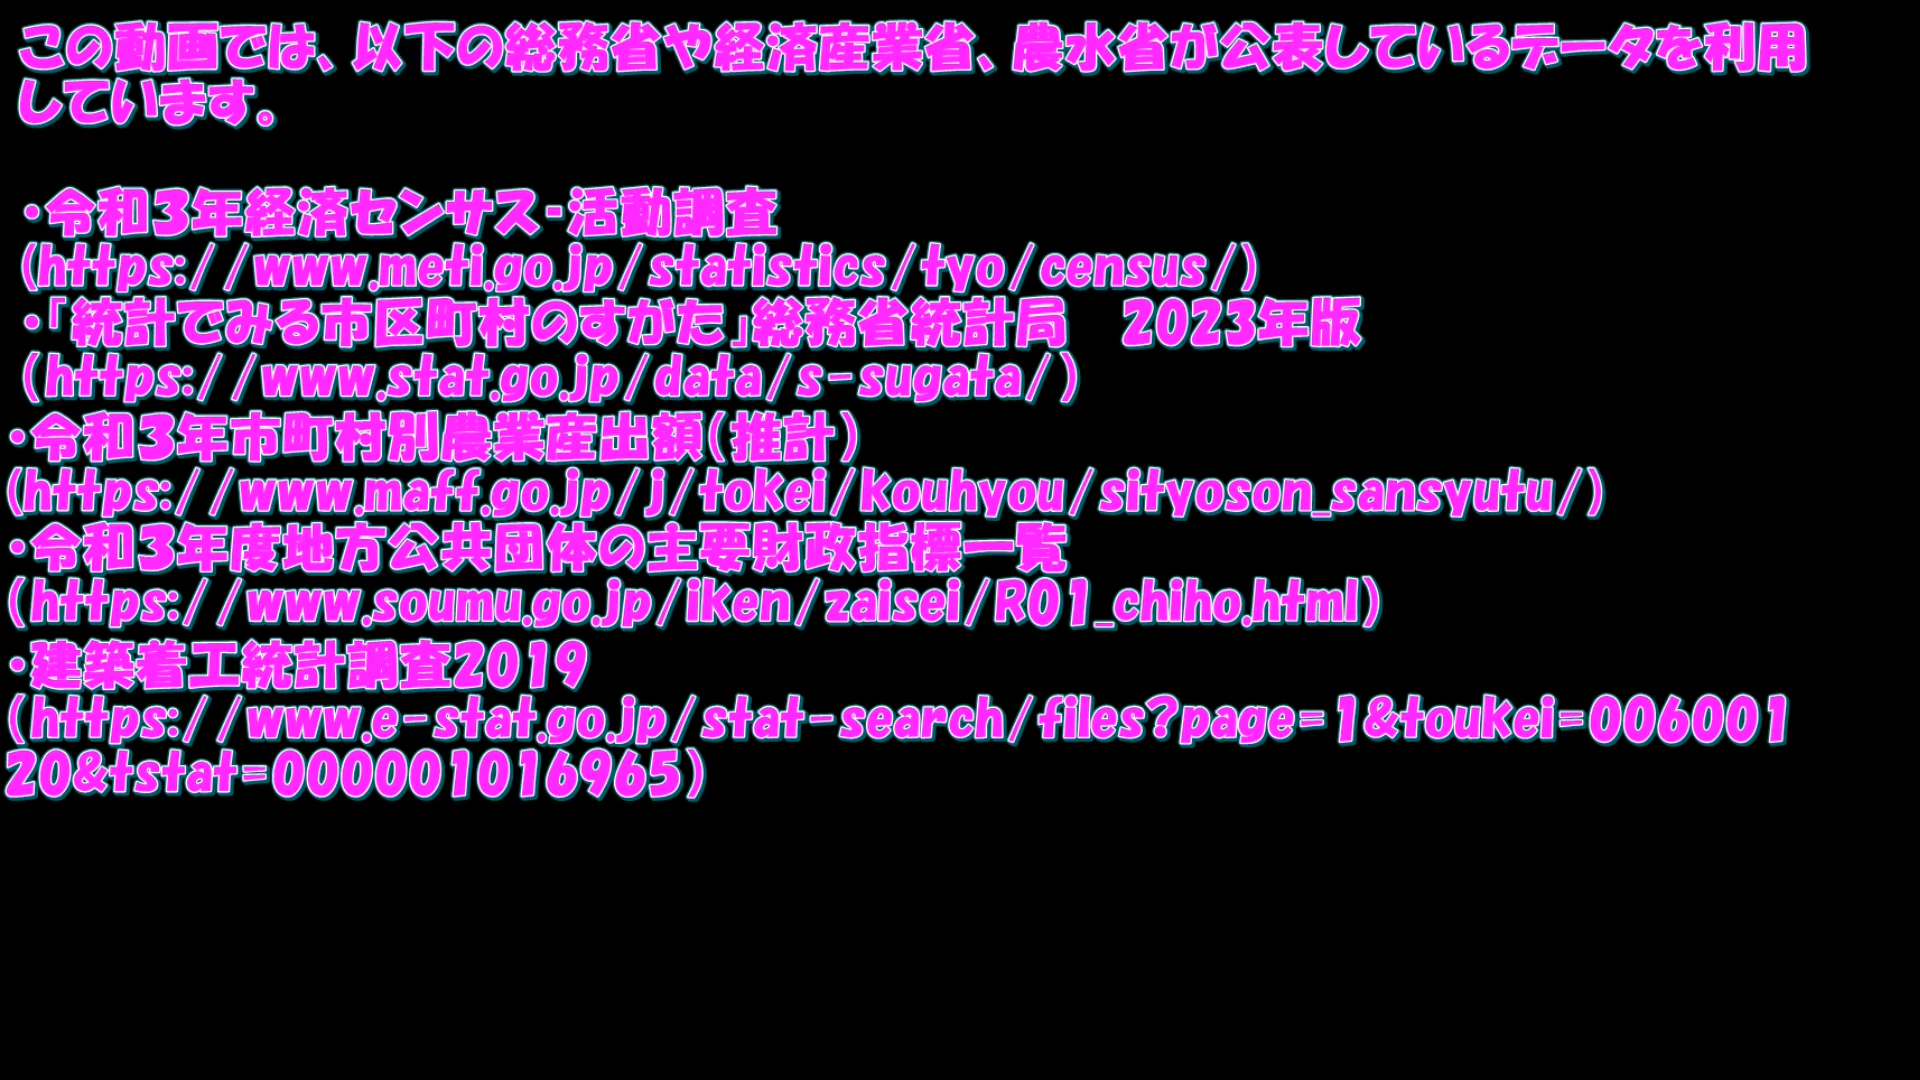 この動画では、以下の総務省や経済産業省、農水省が公表しているデータを利用
しています。
・令和3年経済センサス‐活動調査
(https://www.meti.go.jp/statistics/tyo/census/)
・「統計でみる市区町村のすがた」総務省統計局　2023年版
(https://www.stat.go.jp/data/s-sugata/)
・令和3年市町村別農業産出額(推計)
(https://www.maff.go.jp/j/tokei/kouhyou/sityoson_sansyutu/)
・令和3年度地方公共団体の主要財政指標一覧
(https://www.soumu.go.jp/iken/zaisei/R01_chiho.html)
・建築着工統計調査2019
(https://www.e-stat.go.jp/stat-search/files?page=1&toukei=006001
20&tstat=000001016965)